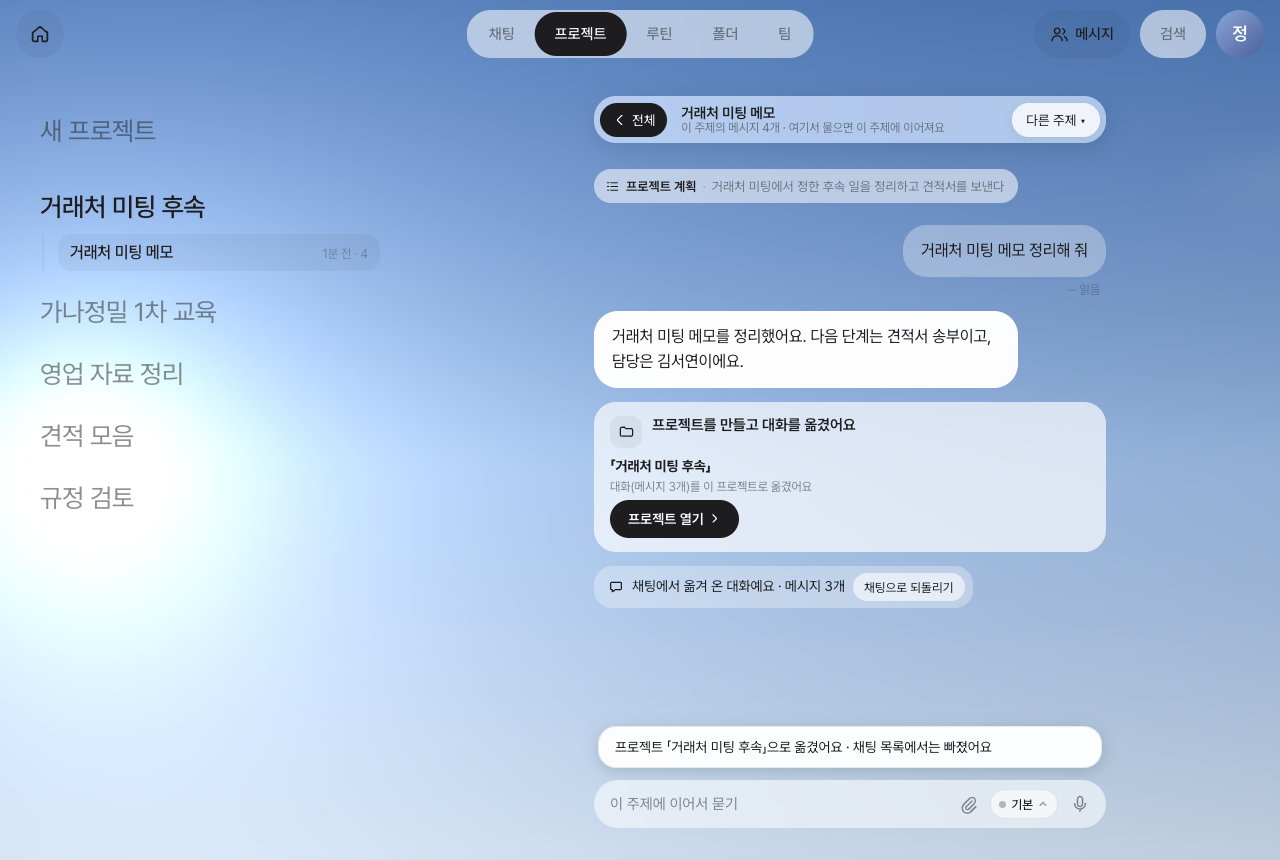 채팅
프로젝트
루틴
폴더
팀
메시지
검색
정
새 프로젝트
거래처 미팅 후속
거래처 미팅 메모
1분 전 · 4
가나정밀 1차 교육
영업 자료 정리
견적 모음
규정 검토
전체
거래처 미팅 메모
이 주제의 메시지 4개 · 여기서 물으면 이 주제에 이어져요
다른 주제 ▾
프로젝트 계획 · 거래처 미팅에서 정한 후속 일을 정리하고 견적서를 보낸다
거래처 미팅 메모 정리해 줘
— 읽음
거래처 미팅 메모를 정리했어요. 다음 단계는 견적서 송부이고,
담당은 김서연이에요.
프로젝트를 만들고 대화를 옮겼어요
「거래처 미팅 후속」
대화(메시지 3개)를 이 프로젝트로 옮겼어요
프로젝트 열기
채팅에서 옮겨 온 대화예요 · 메시지 3개
채팅으로 되돌리기
프로젝트 「거래처 미팅 후속」으로 옮겼어요 · 채팅 목록에서는 빠졌어요
이 주제에 이어서 묻기
기본